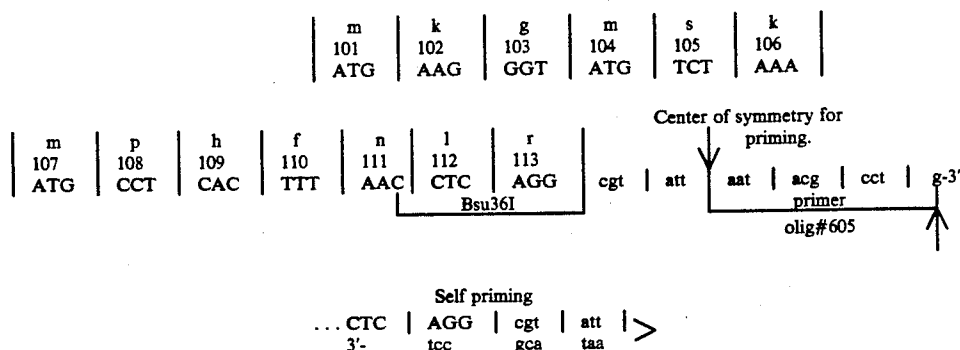 m k g m s k
101 102 103 104 105 106
ATG AAG GGT ATG TCT AAA
Center of symmetry for
priming.
m p h f n l r
107 108 109 110 111 112 113
ATG CCT CAC TTT AAC CTC AGG cgt att aat acg cct g-3'
Bsu36I primer
olig#605
Self priming
... CTC AGG cgt att
3'- tcc gca taa